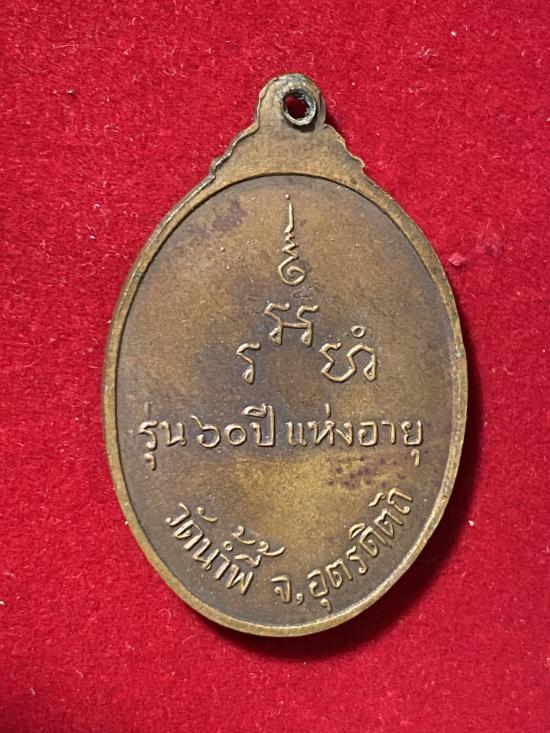 รุ่น ๖๐ ปี แห่งอายุ
วัดน้ำพี้ จ,อุตรดิตถ์